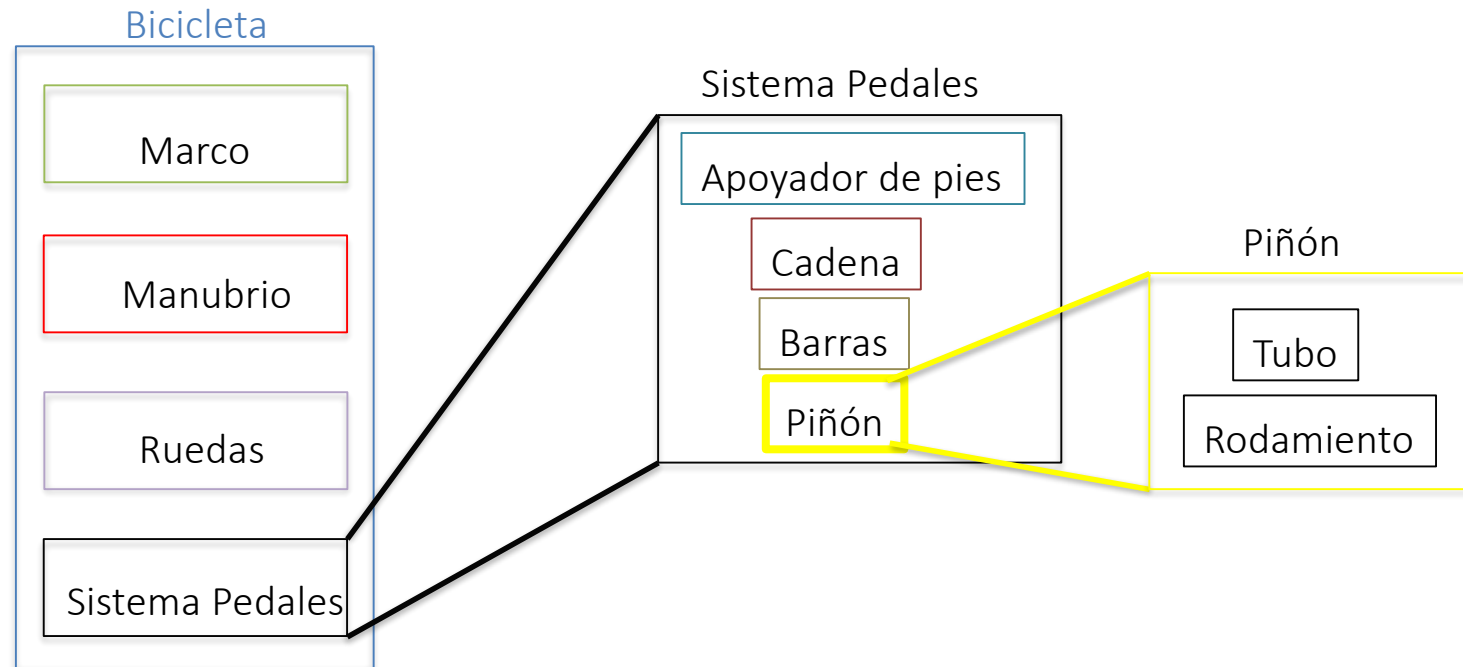 Bicicleta
Marco
Manubrio
Ruedas
Sistema Pedales
Sistema Pedales
Apoyador de pies
Cadena
Barras
Piñón
Piñón
Tubo
Rodamiento